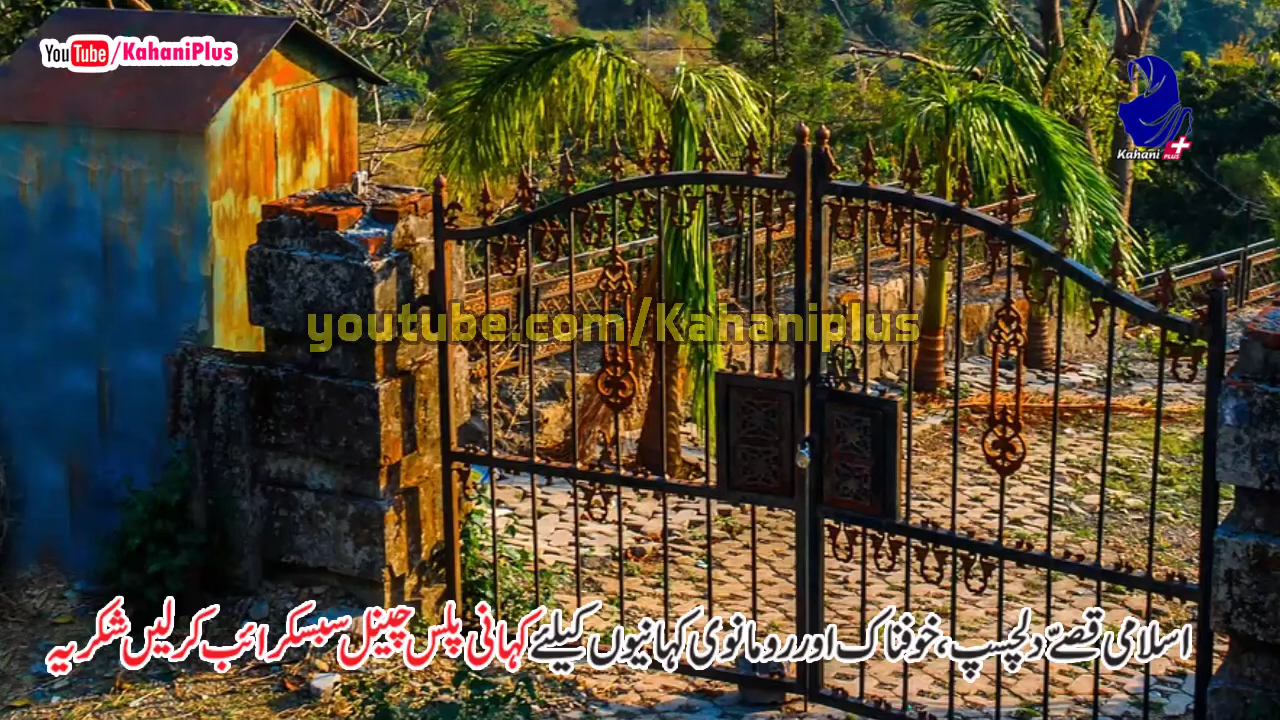 YouTube/KahaniPlus
Kahani PLUS
youtube.com/Kahaniplus
اسلامی قصّے دلچسپ، خوفناک اور رومانوی کہانیوں کیلئے کہانی پلس چینل سبسکرائب کرلیں شکریہ